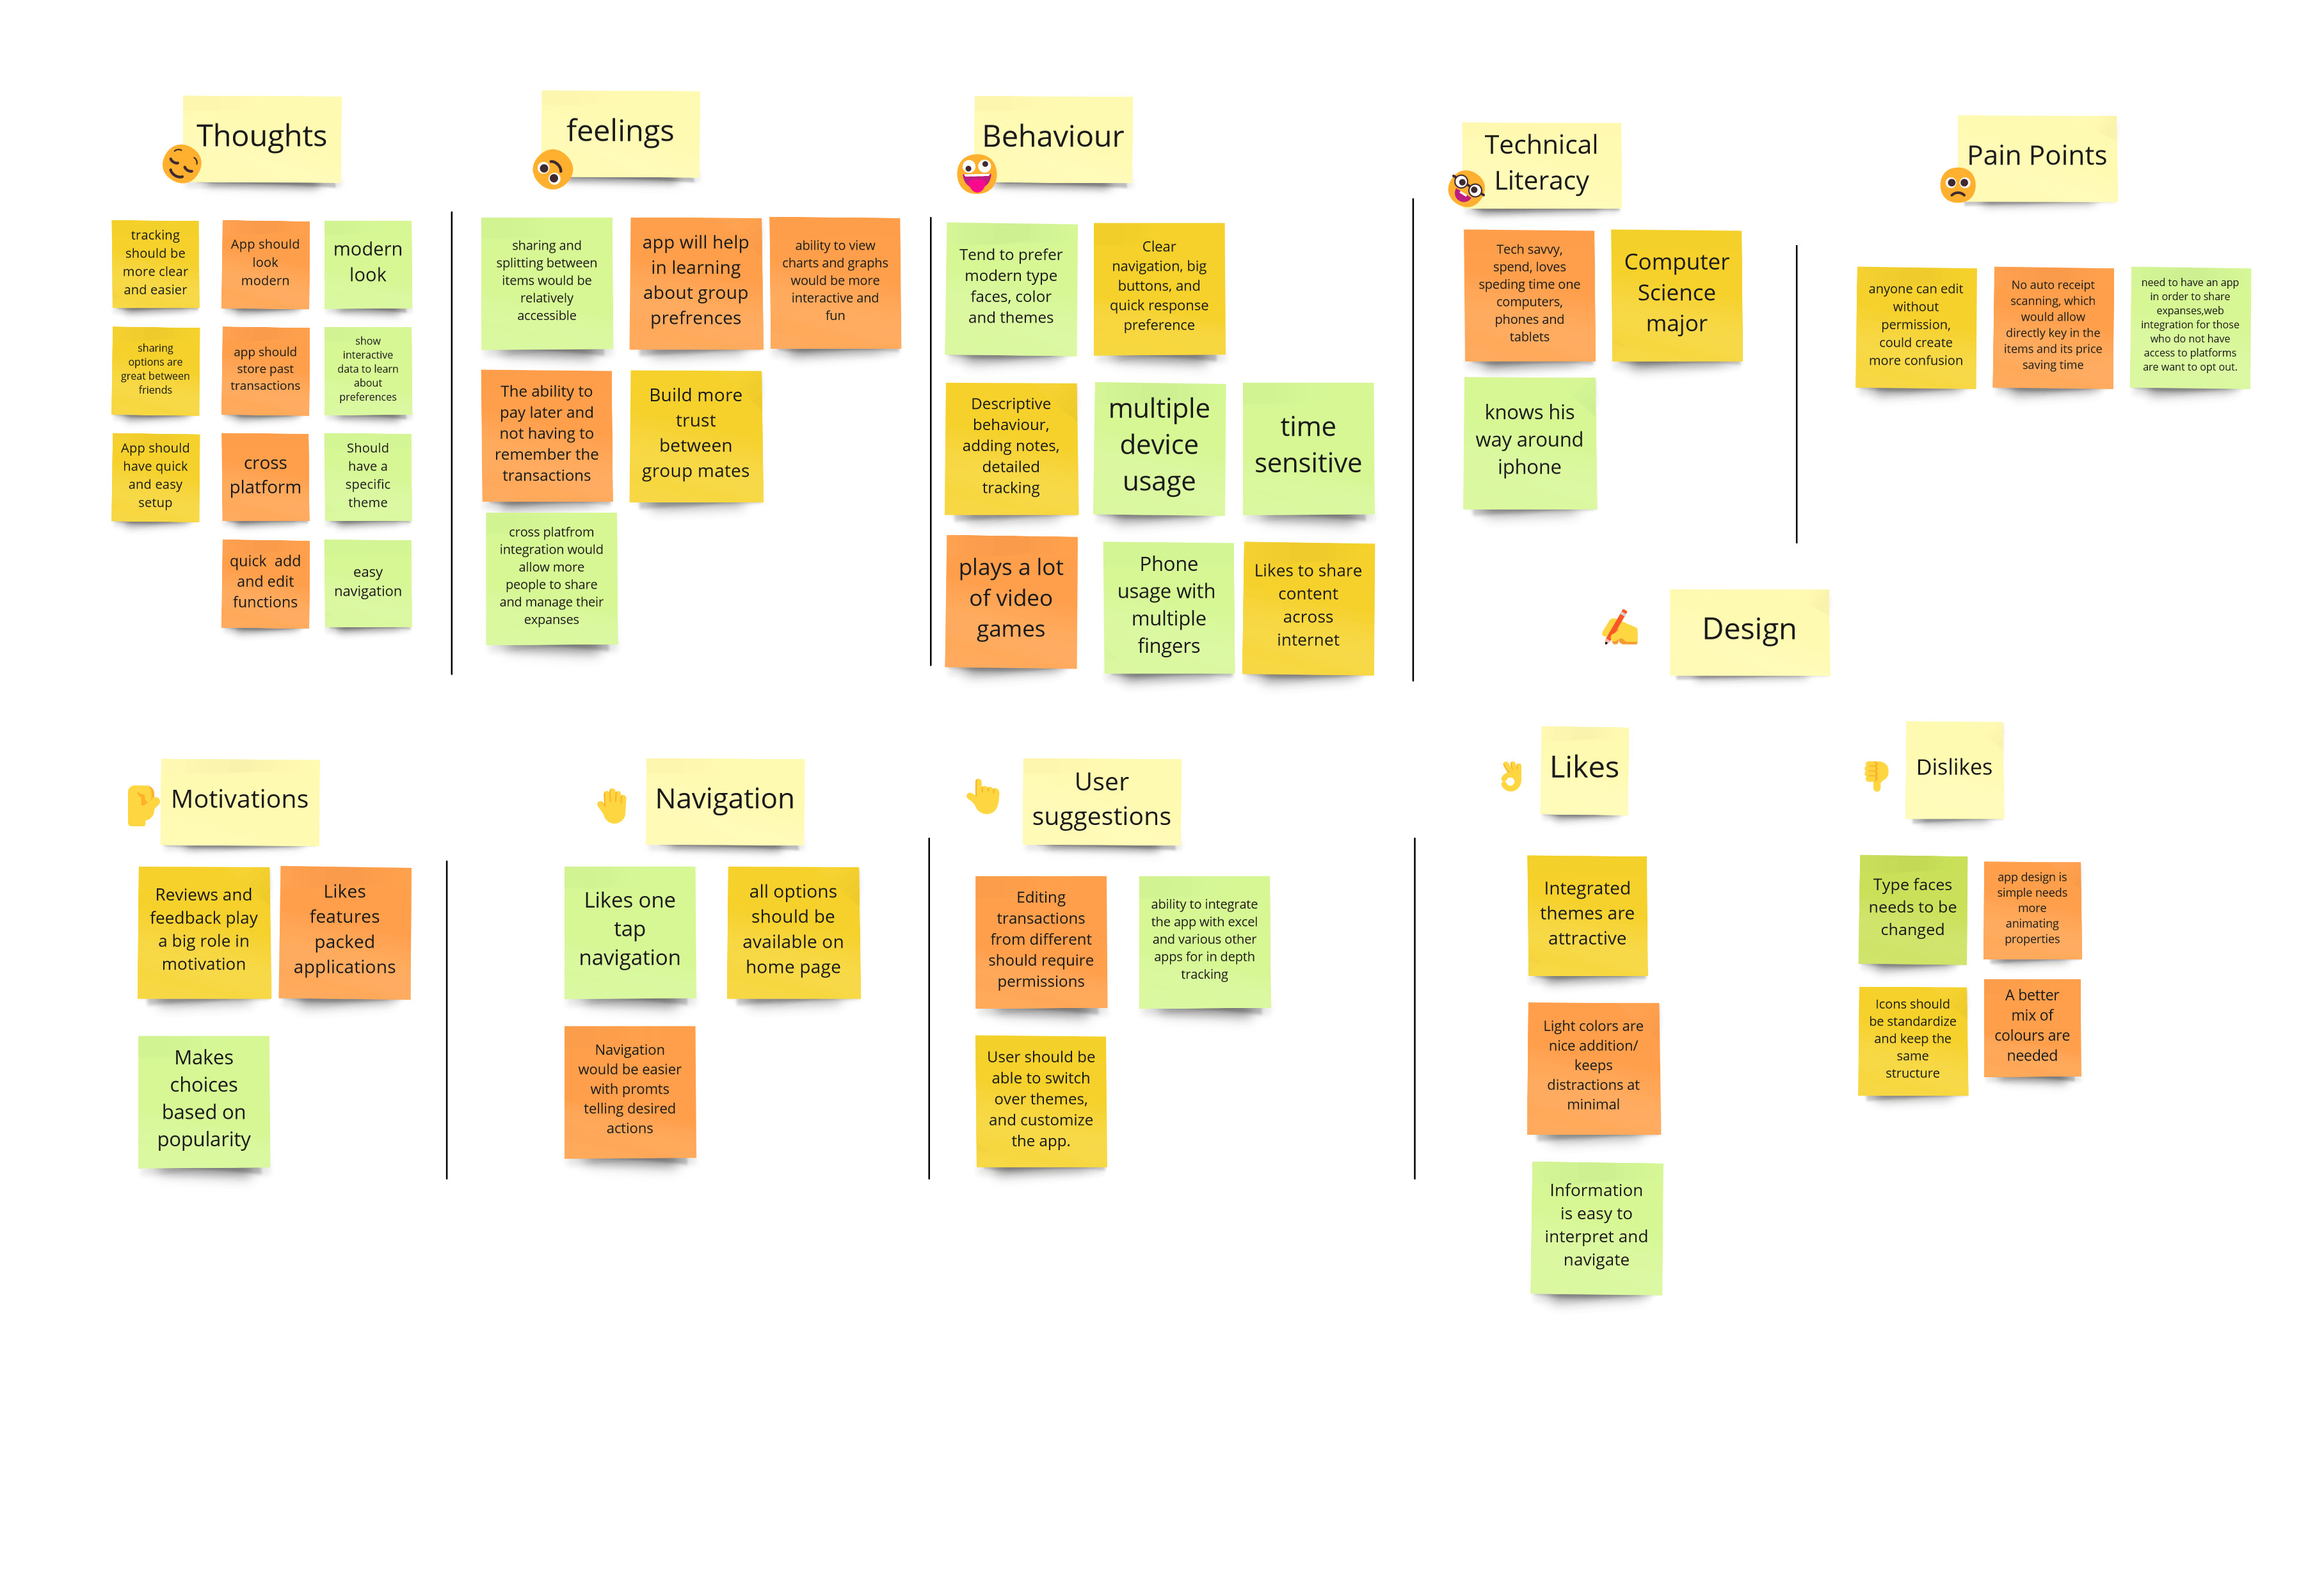 Thoughts
tracking
should be
more clear
and easier
App should
look
modern
modern
look
sharing
options are
great between
friends
app should
store past
transactions
show
interactive
data to learn
about
preferences
App should
have quick
and easy
setup
cross
platform
Should
have a
specific
theme
quick add
and edit
functions
easy
navigation
feelings
sharing and
splitting between
items would be
relatively
accessible
app will help
in learning
about group
prefrences
ability to view
charts and graphs
would be more
interactive and
fun
The ability to
pay later and
not having to
remember the
transactions
Build more
trust
between
group mates
cross platfrom
integration would
allow more
people to share
and manage their
expanses
Behaviour
Tend to prefer
modern type
faces, color
and themes
Clear
navigation, big
buttons, and
quick response
preference
Descriptive
behaviour,
adding notes,
detailed
tracking
multiple
device
usage
time
sensitive
plays a lot
of video
games
Phone
usage with
multiple
fingers
Likes to share
content
across
internet
Technical
Literacy
Tech savvy,
spend, loves
speding time one
computers,
phones and
tablets
Computer
Science
major
knows his
way around
iphone
Pain Points
anyone can edit
without
permission,
could create
more confusion
No auto receipt
scanning, which
would allow
directly key in the
items and its price
saving time
need to have an app
in order to share
expanses,web
integration for those
who do not have
access to platforms
are want to opt out.
Motivations
Reviews and
feedback play
a big role in
motivation
Likes
features
packed
applications
Makes
choices
based on
popularity
Navigation
Likes one
tap
navigation
all options
should be
available on
home page
Navigation
would be easier
with promts
telling desired
actions
User
suggestions
Editing
transactions
from different
should require
permissions
ability to integrate
the app with excel
and various other
apps for in depth
tracking
User should be
able to switch
over themes,
and customize
the app.
Design
Likes
Integrated
themes are
attractive
Light colors are
nice addition/
keeps
distractions at
minimal
Information
is easy to
interpret and
navigate
Dislikes
Type faces
needs to be
changed
app design is
simple needs
more
animating
properties
Icons should
be standardize
and keep the
same
structure
A better
mix of
colours are
needed